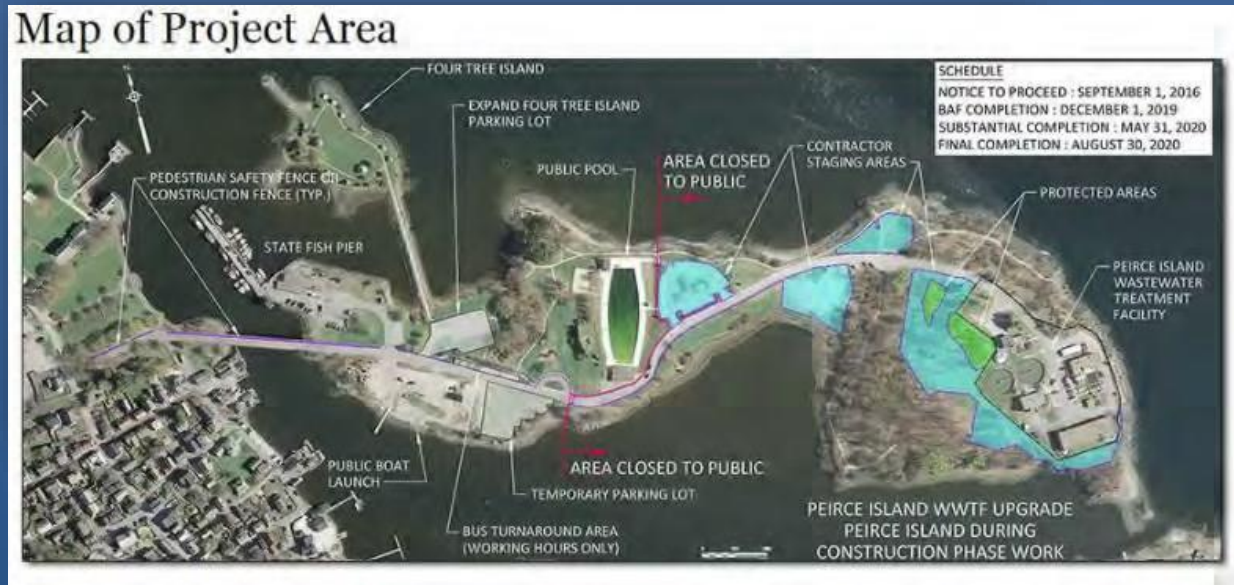 Map of Project Area
FOUR TREE ISLAND
EXPAND FOUR TREE ISLAND
PARKING LOT
SCHEDULE
NOTICE TO PROCEED : SEPTEMBER 1, 2016
BAF COMPLETION : DECEMBER 1, 2019
SUBSTANTIAL COMPLETION : MAY 31, 2020
FINAL COMPLETION : AUGUST 30, 2020
PUBLIC POOL
AREA CLOSED
TO PUBLIC
CONTRACTOR
STAGING AREAS
PROTECTED AREAS
PEDESTRIAN SAFETY FENCE ON
CONSTRUCTION FENCE (TYP.)
STATE FISH PIER
PEIRCE ISLAND
WASTEWATER
TREATMENT
FACILITY
PUBLIC BOAT
LAUNCH
AREA CLOSED TO PUBLIC
TEMPORARY PARKING LOT
BUS TURNAROUND AREA
(WORKING HOURS ONLY)
PEIRCE ISLAND WWTF UPGRADE
PEIRCE ISLAND DURING
CONSTRUCTION PHASE WORK